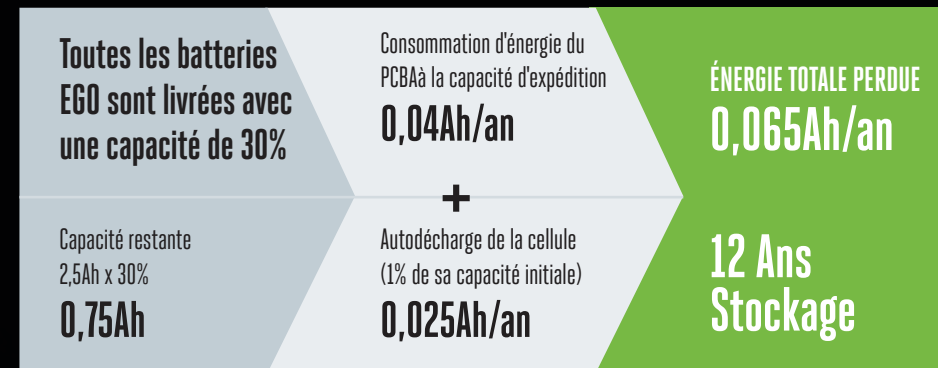 Toutes les batteries
EGO sont livrées avec
une capacité de 30%
Consommation d'énergie du
PCBAà la capacité d'expédition
0,04Ah/an
ÉNERGIE TOTALE PERDUE
0,065Ah/an
+
Capacité restante
2,5Ah x 30%
0,75Ah
Autodécharge de la cellule
(1% de sa capacité initiale)
0,025Ah/an
12 Ans
Stockage